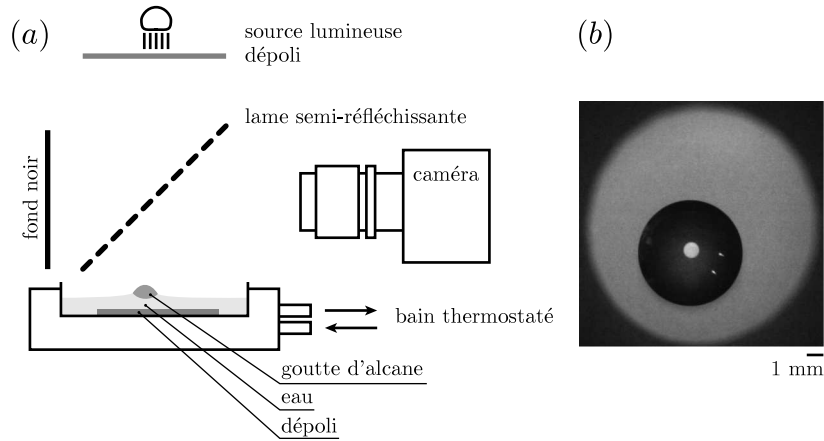 (a)
source lumineuse
dépoli
lame semi-réfléchissante
fond noir
caméra
bain thermostaté
goutte d'alcane
eau
dépoli
(b)
1 mm